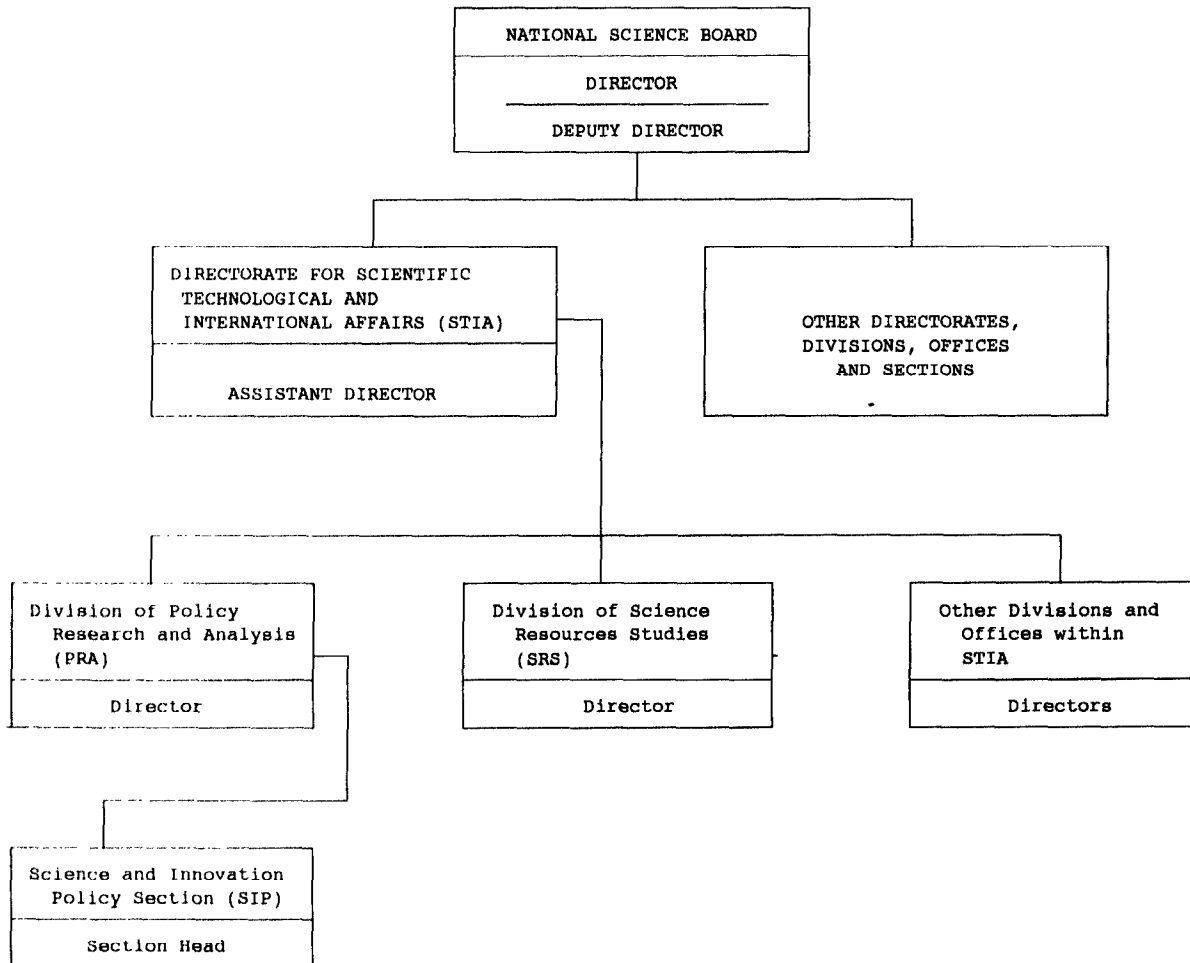 NATIONAL SCIENCE BOARD
DIRECTOR
DEPUTY DIRECTOR
DIRECTORATE FOR SCIENTIFIC
TECHNOLOGICAL AND
INTERNATIONAL AFFAIRS (STIA)
ASSISTANT DIRECTOR
OTHER DIRECTORATES,
DIVISIONS, OFFICES
AND SECTIONS
Division of Policy
Research and Analysis
(PRA)
Director
Division of Science
Resources Studies
(SRS)
Director
Other Divisions and
Offices within
STIA
Directors
Science and Innovation
Policy Section (SIP)
Section Head